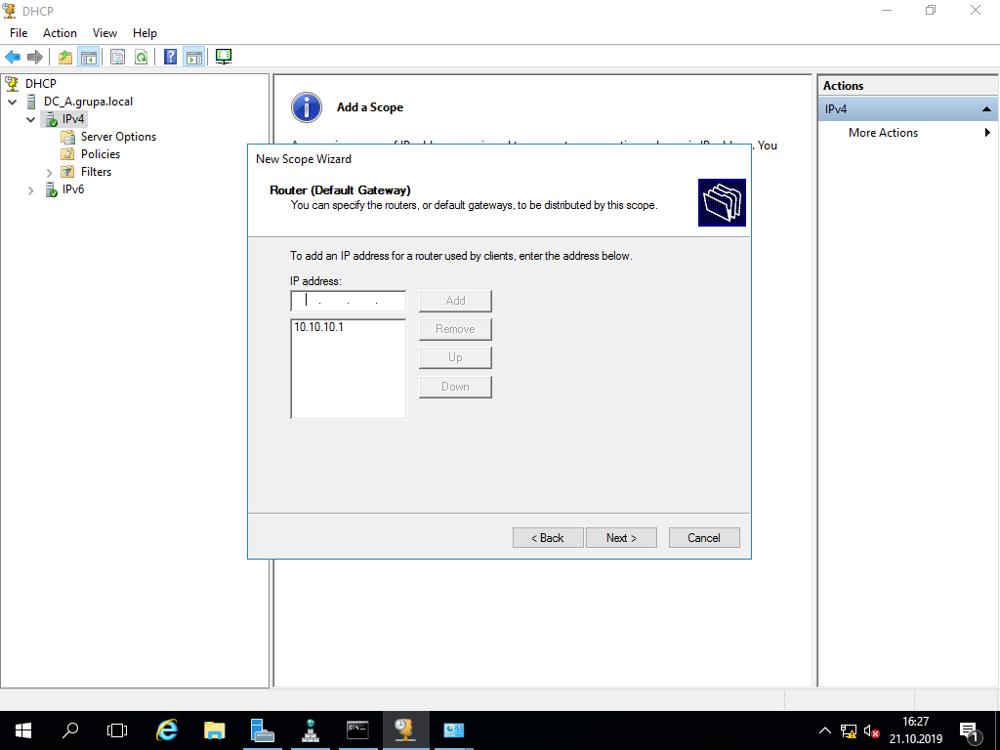 DHCP
File Action View Help
DHCP
DC_A.grupa.local
IPv4
Server Options
Policies
Filters
IPv6
Add a Scope
You
New Scope Wizard
Router (Default Gateway)
You can specify the routers, or default gateways, to be distributed by this scope.
To add an IP address for a router used by clients, enter the address below.
IP address:
. . .
Add
10.10.10.1
Remove
Up
Down
< Back Next > Cancel
Actions
IPv4
More Actions
16:27
21.10.2019
1